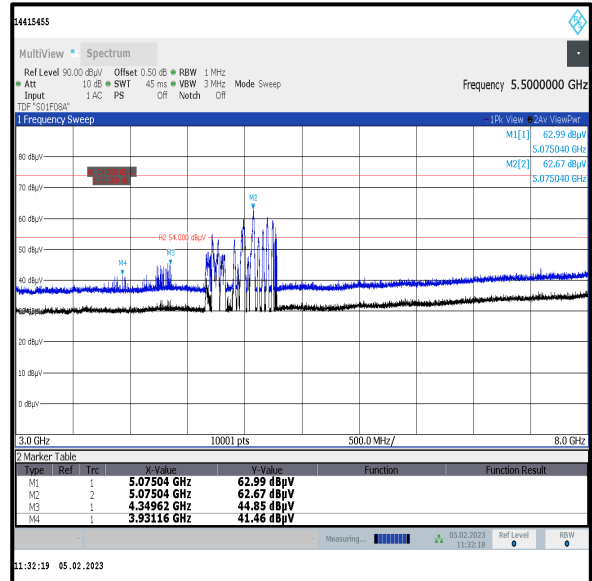 14415455
MultiView Spectrum
Ref Level 90.00 dBµV Offset 0.50 dB RBW 1 MHz
Att 10 dB SWT 45 ms VBW 3 MHz Mode Sweep Frequency 5.5000000 GHz
Input 1 AC PS Off Notch Off
TDF "S01F08A"
1 Frequency Sweep 1Pk View 2Av ViewPwr
M1[1] 62.99 dBµV
5.075040 GHz
M2[2] 62.67 dBµV
5.075040 GHz
80 dBµV
70 dBµV
M2
60 dBµV
H2 54.000 dBµV
50 dBµV
M3
M4
40 dBµV
20 dBµV
10 dBµV
0 dBµV
3.0 GHz 10001 pts 500.0 MHz/ 8.0 GHz
2 Marker Table
Type Ref Trc X-Value Y-Value Function Function Result
M1 1 5.07504 GHz 62.99 dBµV
M2 2 5.07504 GHz 62.67 dBµV
M3 1 4.34962 GHz 44.85 dBµV
M4 1 3.93116 GHz 41.46 dBµV
Measuring... 05.02.2023 Ref Level RBW
11:32:18
11:32:19 05.02.2023